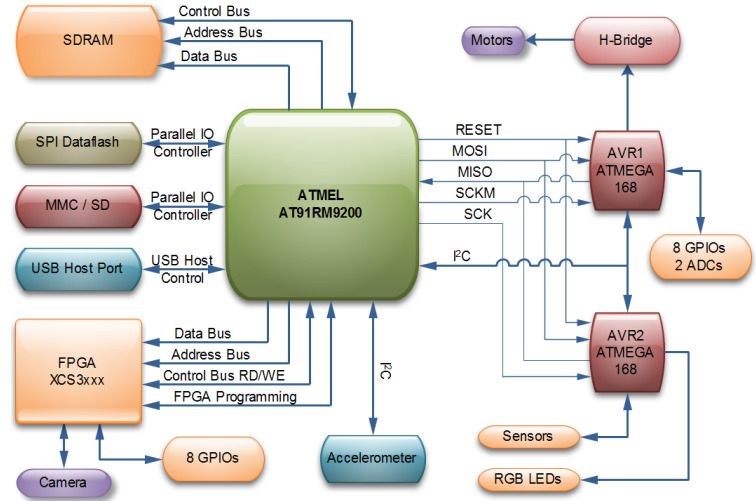 Control Bus
Address Bus
Data Bus
SDRAM
Motors
H-Bridge
SPI Dataflash
Parallel IO
Controller
MMC / SD
Parallel IO
Controller
USB Host Port
USB Host
Control
ATMEL
AT91RM9200
RESET
MOSI
MISO
SCKM
SCK
I²C
AVR1
ATMEGA
168
8 GPIOs
2 ADCs
AVR2
ATMEGA
168
FPGA
XCS3xxx
Data Bus
Address Bus
Control Bus RD/WE
FPGA Programming
I²C
Camera
8 GPIOs
Accelerometer
Sensors
RGB LEDs